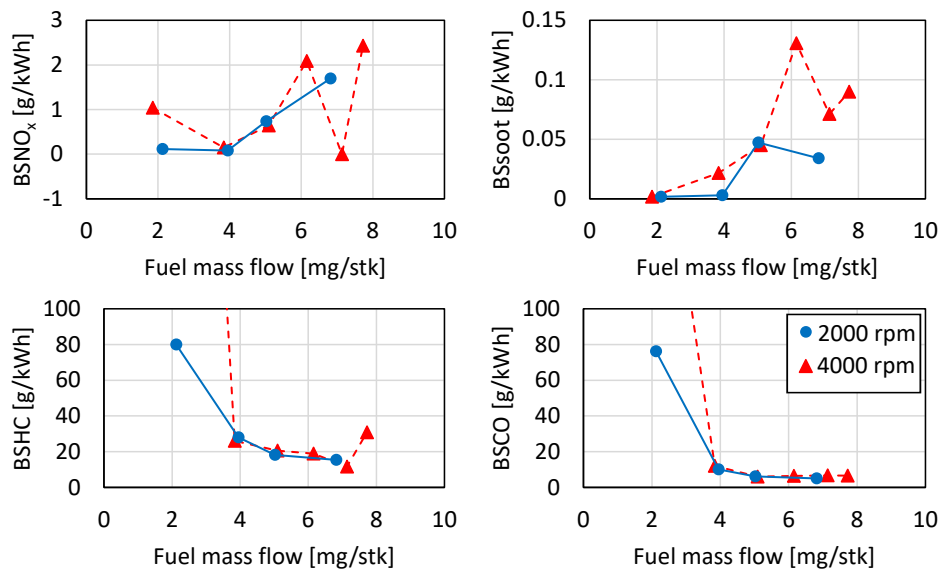 BSNOₓ [g/kWh]
3
2
1
0
-1
0 2 4 6 8 10
Fuel mass flow [mg/stk]
BSsoot [g/kWh]
0.15
0.1
0.05
0
0 2 4 6 8 10
Fuel mass flow [mg/stk]
BSHC [g/kWh]
100
80
60
40
20
0
0 2 4 6 8 10
Fuel mass flow [mg/stk]
BSCO [g/kWh]
100
80
60
40
20
0
0 2 4 6 8 10
Fuel mass flow [mg/stk]
2000 rpm
4000 rpm